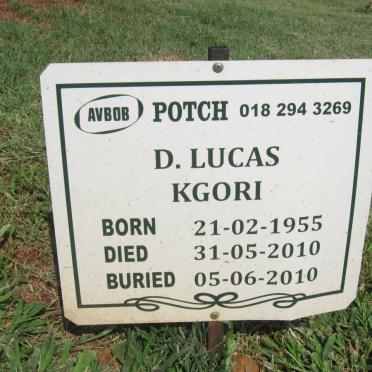 AVBOB POTCH 018 294 3269
D. LUCAS
KGORI
BORN 21-02-1955
DIED 31-05-2010
BURIED 05-06-2010